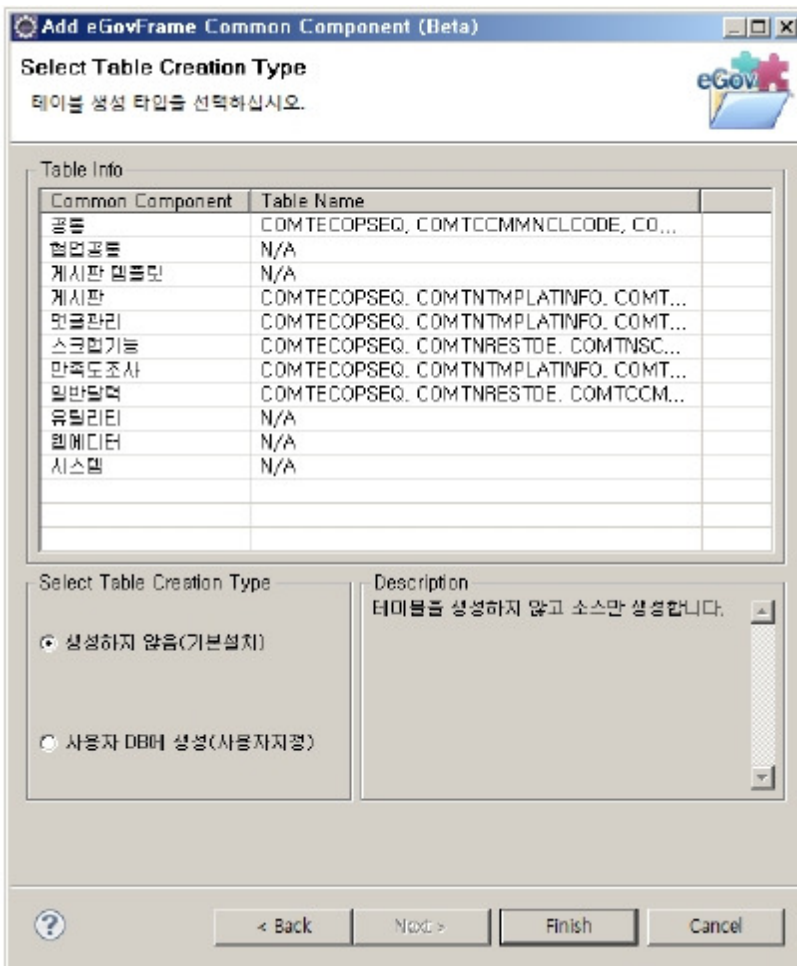 Add eGovFrame Common Component (Beta)
Select Table Creation Type
테이블 생성 타입을 선택하십시오.
eGov
Table Info
Common Component Table Name
공통 COMTECOPSEQ, COMTCCMMNCLCODE, CO...
협업공통 N/A
게시판 템플릿 N/A
게시판 COMTECOPSEQ, COMTNTMPLATINFO, COMT...
댓글관리 COMTECOPSEQ, COMTNTMPLATINFO, COMT...
스크랩기능 COMTECOPSEQ, COMTNRESTDE, COMTNSC...
만족도조사 COMTECOPSEQ, COMTNTMPLATINFO, COMT...
일반달력 COMTECOPSEQ, COMTNRESTDE, COMTCCM...
유틸리티 N/A
웹에디터 N/A
시스템 N/A
Select Table Creation Type
생성하지 않음(기본설치)
사용자 DB에 생성(사용자지정)
Description
테이블을 생성하지 않고 소스만 생성합니다.
< Back Next > Finish Cancel